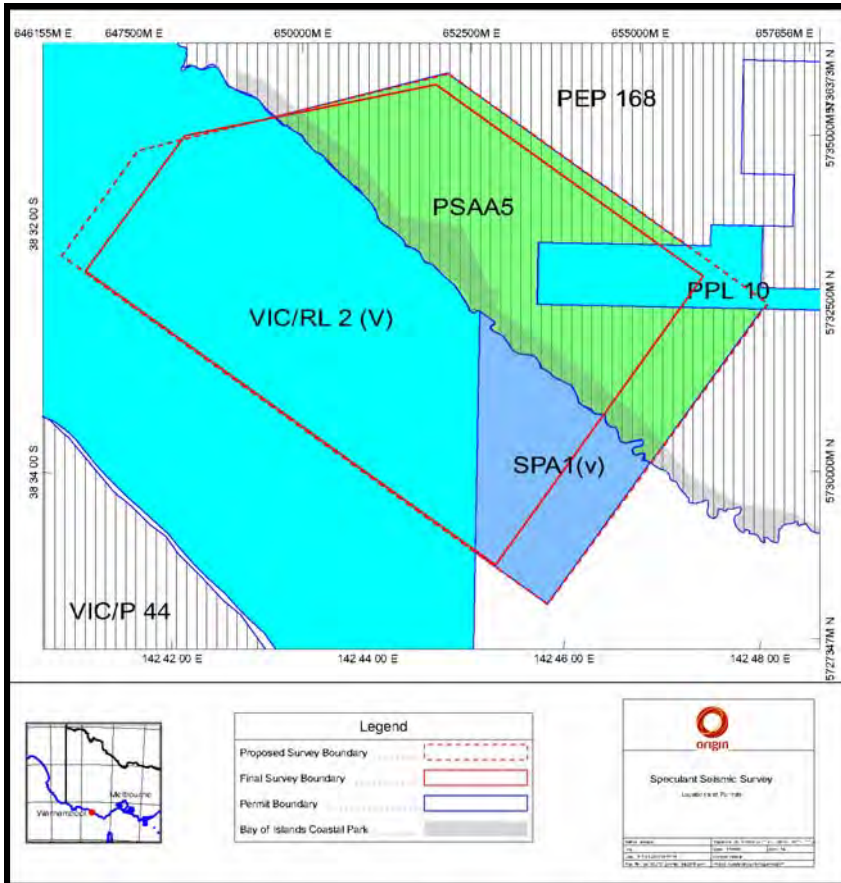 646155M E 647500M E 650000M E 652500M E 655000M E 657656M E
5736373M N
5735000M N
5732500M N
5730000M N
5727347M N
38 32 00 S
38 34 00 S
PEP 168
PSAA5
PPL 10
VIC/RL 2 (V)
SPA1(v)
VIC/P 44
142 42 00 E 142 44 00 E 142 46 00 E 142 48 00 E
Melbourne
Warrnambool
Legend
Proposed Survey Boundary
Final Survey Boundary
Permit Boundary
Bay of Islands Coastal Park
origin
Speculant Seismic Survey
Locations of Permits